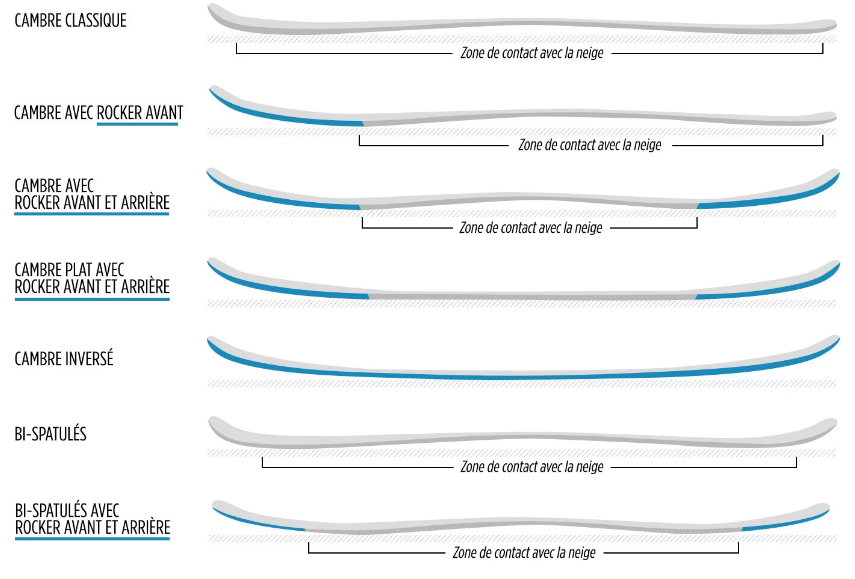 CAMBRE CLASSIQUE
Zone de contact avec la neige
CAMBRE AVEC ROCKER AVANT
Zone de contact avec la neige
CAMBRE AVEC
ROCKER AVANT ET ARRIÈRE
Zone de contact avec la neige
CAMBRE PLAT AVEC
ROCKER AVANT ET ARRIÈRE
CAMBRE INVERSÉ
BI-SPATULÉS
Zone de contact avec la neige
BI-SPATULÉS AVEC
ROCKER AVANT ET ARRIÈRE
Zone de contact avec la neige